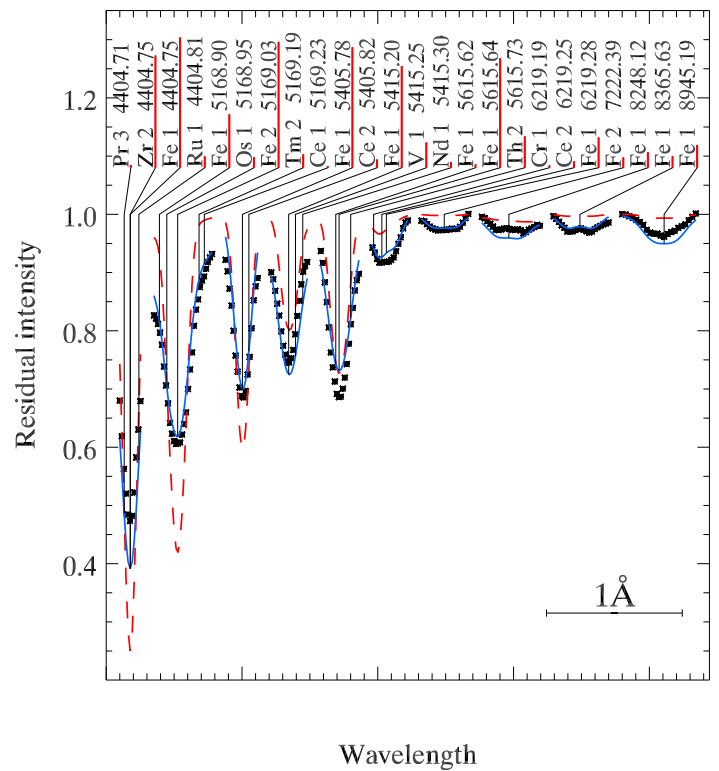 Pr 3 4404.71
Zr 2 4404.75
Fe 1 4404.75
Ru 1 4404.81
Fe 1 5168.90
Os 1 5168.95
Fe 2 5169.03
Tm 2 5169.19
Ce 1 5169.23
Fe 1 5405.78
Ce 2 5405.82
Fe 1 5415.20
V 1 5415.25
Nd 1 5415.30
Fe 1 5615.62
Fe 1 5615.64
Th 2 5615.73
Cr 1 6219.19
Ce 2 6219.25
Fe 1 6219.28
Fe 2 7222.39
Fe 1 8248.12
Fe 1 8365.63
Fe 1 8945.19
1.2
1.0
0.8
0.6
0.4
Residual intensity
1Å
Wavelength